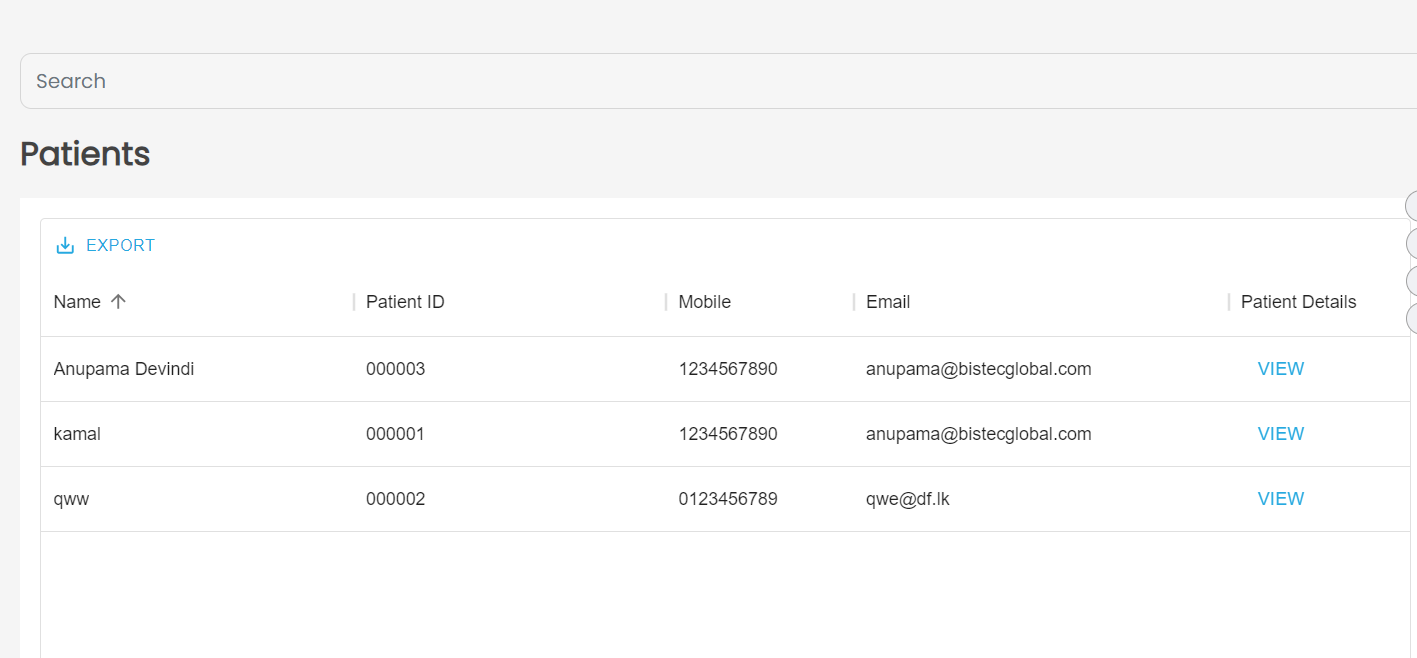 Search
Patients
EXPORT
Name Patient ID Mobile Email Patient Details
Anupama Devindi 000003 1234567890 anupama@bistecglobal.com VIEW
kamal 000001 1234567890 anupama@bistecglobal.com VIEW
qww 000002 0123456789 qwe@df.lk VIEW